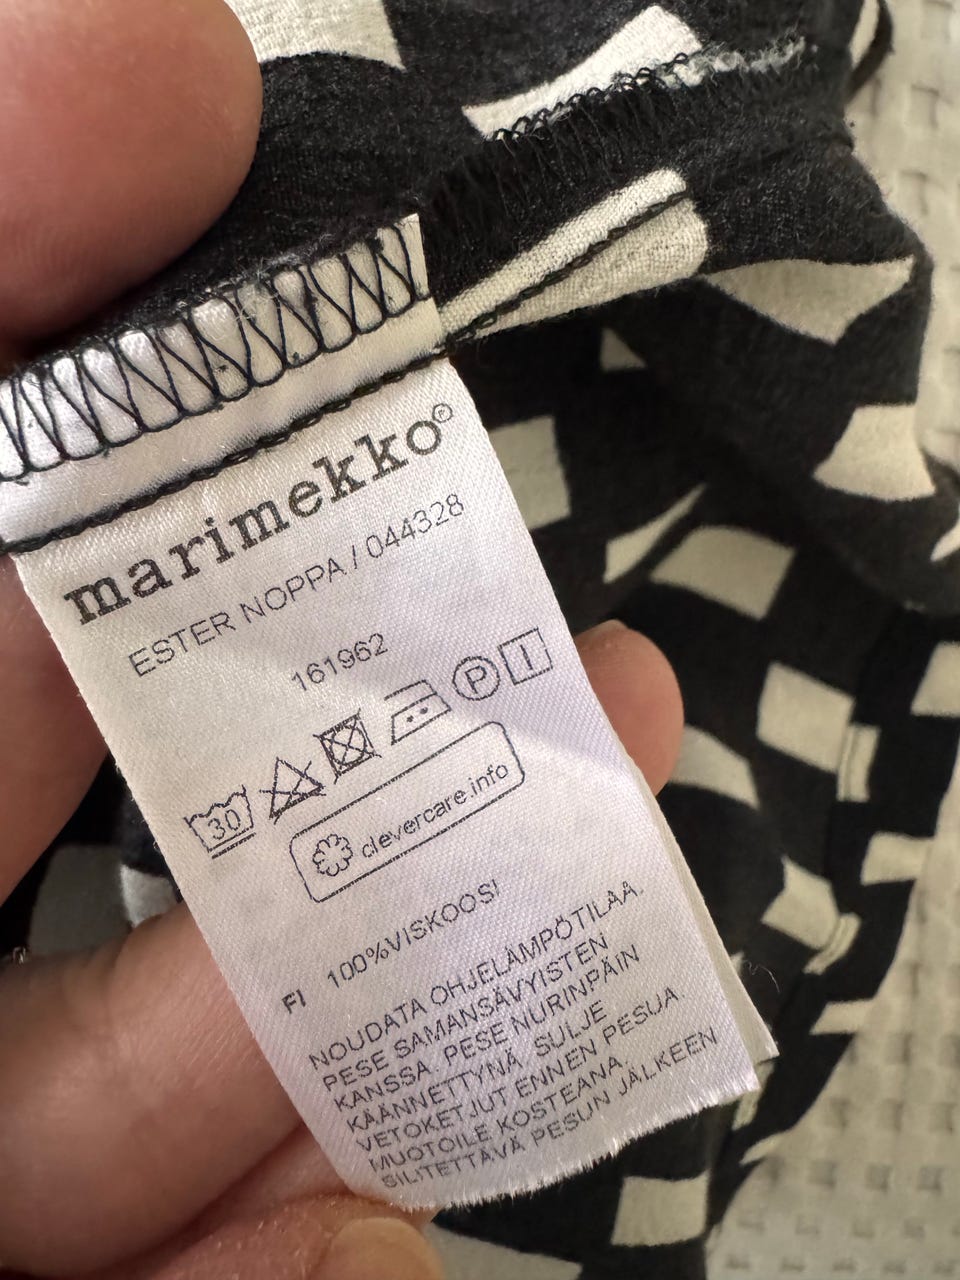 marimekko®
ESTER NOPPA / 044328
161962
30 P I
clevercare.info
FI 100%VISKOOSI
NOUDATA OHJELÄMPÖTILAA.
PESE SAMANSÄVYISTEN
KANSSA. PESE NURINPÄIN
KÄÄNNETTYNÄ. SULJE
VETOKETJUT ENNEN PESUA.
MUOTOILE KOSTEANA.
SILITETTÄVÄ PESUN JÄLKEEN